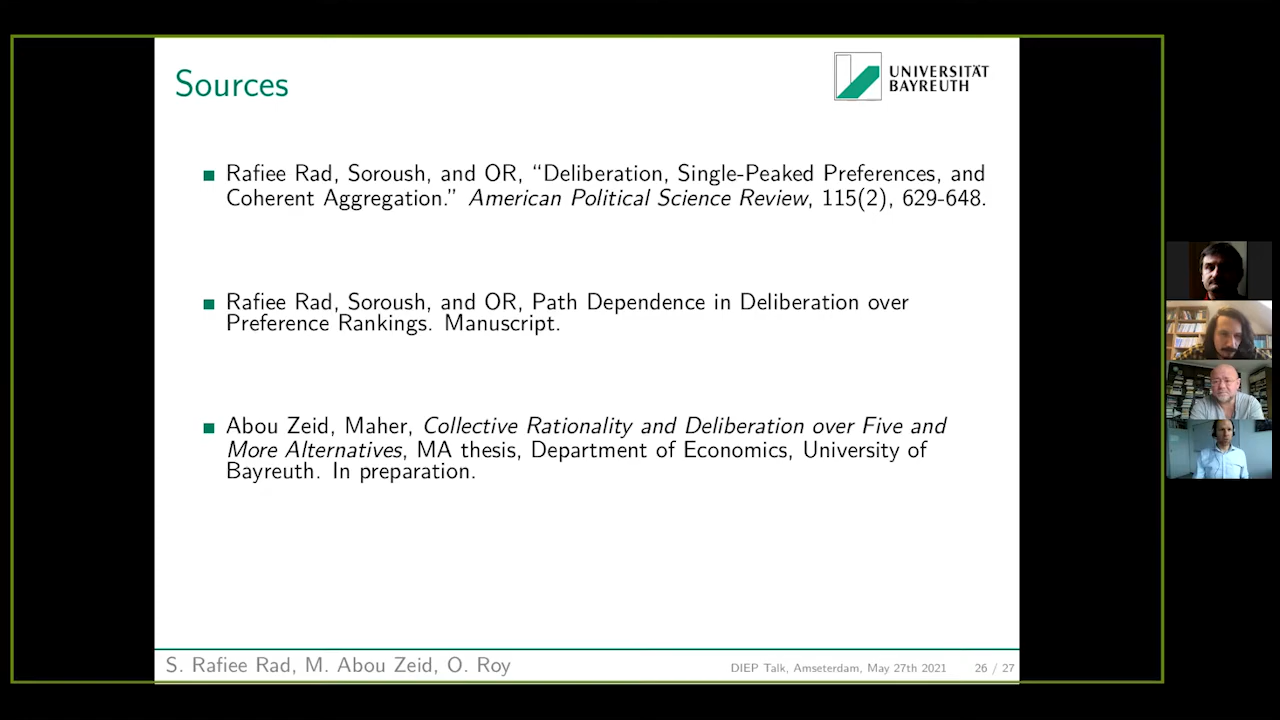 Sources
UNIVERSITÄT
BAYREUTH
Rafiee Rad, Soroush, and OR, “Deliberation, Single-Peaked Preferences, and
Coherent Aggregation.” American Political Science Review, 115(2), 629-648.
Rafiee Rad, Soroush, and OR, Path Dependence in Deliberation over
Preference Rankings. Manuscript.
Abou Zeid, Maher, Collective Rationality and Deliberation over Five and
More Alternatives, MA thesis, Department of Economics, University of
Bayreuth. In preparation.
S. Rafiee Rad, M. Abou Zeid, O. Roy
DIEP Talk, Amseterdam, May 27th 2021
26 / 27